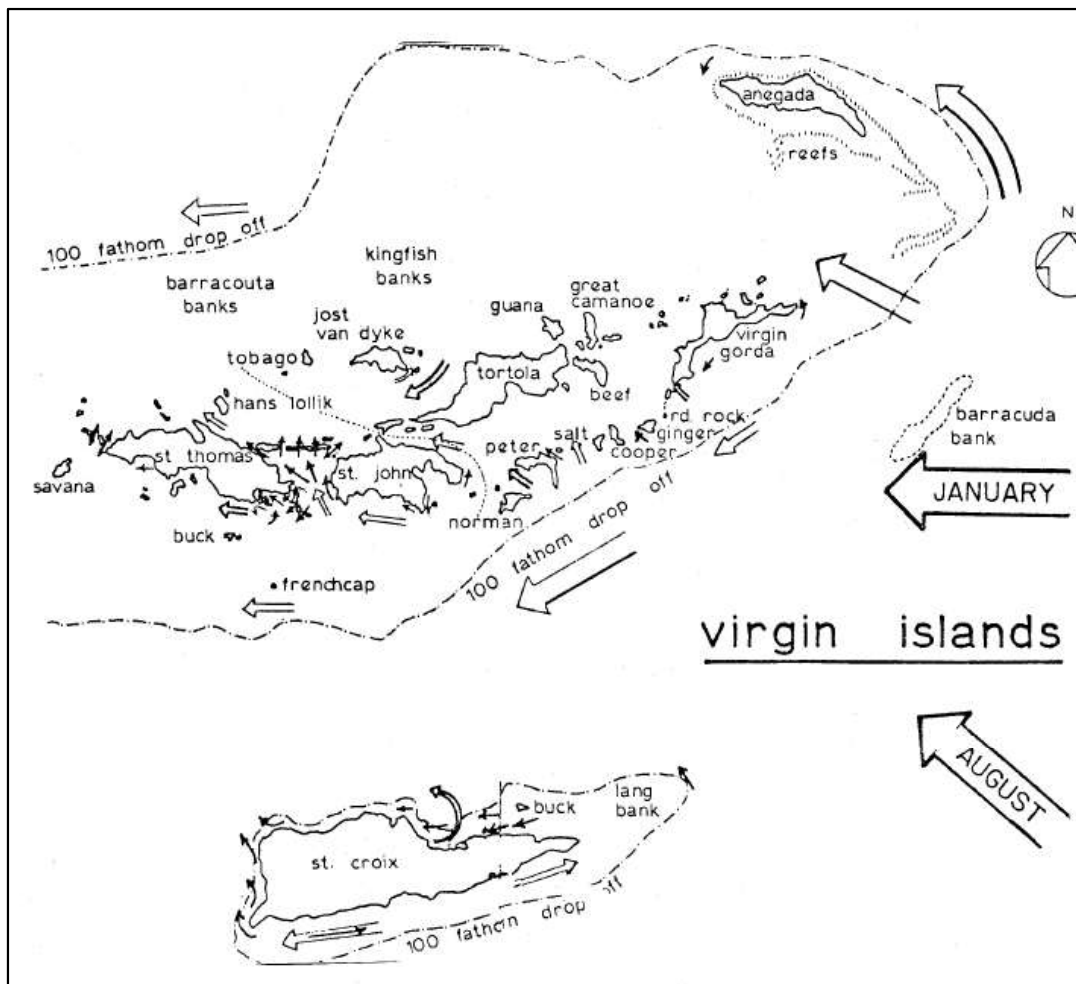 anegada
reefs
N
100 fathom drop off
kingfish
banks
barracouta
banks
great
camanoe
guana
jost
van dyke
virgin
gorda
tobago
tortola
beef
hans lollik
rd. rock
ginger
barracuda
bank
salt
peter
cooper
st. thomas
st. john
savana
norman
JANUARY
buck
100 fathom drop off
frenchcap
virgin islands
AUGUST
lang
bank
buck
st. croix
100 fathom drop off